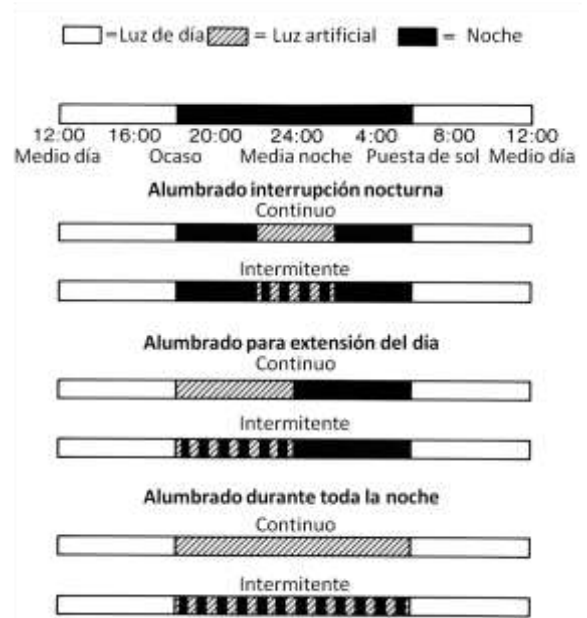 =Luz de día = Luz artificial = Noche
12:00 16:00 20:00 24:00 4:00 8:00 12:00
Medio día Ocaso Media noche Puesta de sol Medio día
Alumbrado interrupción nocturna
Continuo
Intermitente
Alumbrado para extensión del dia
Continuo
Intermitente
Alumbrado durante toda la noche
Continuo
Intermitente